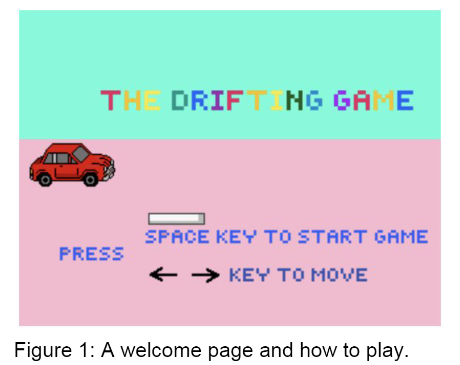 THE DRIFTING GAME
SPACE KEY TO START GAME
PRESS
← → KEY TO MOVE
Figure 1: A welcome page and how to play.